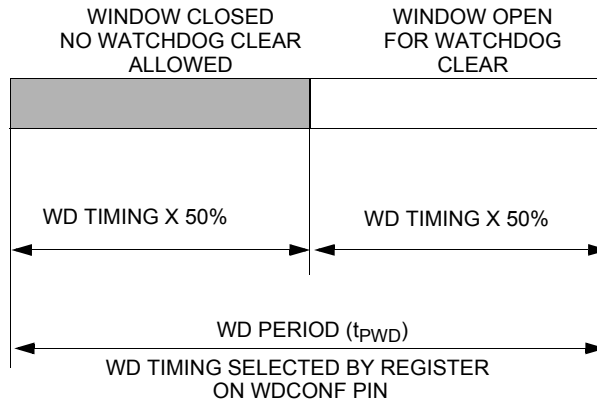 WINDOW CLOSED
NO WATCHDOG CLEAR
ALLOWED
WINDOW OPEN
FOR WATCHDOG
CLEAR
WD TIMING X 50%
WD TIMING X 50%
WD PERIOD (tPWD)
WD TIMING SELECTED BY REGISTER
ON WDCONF PIN